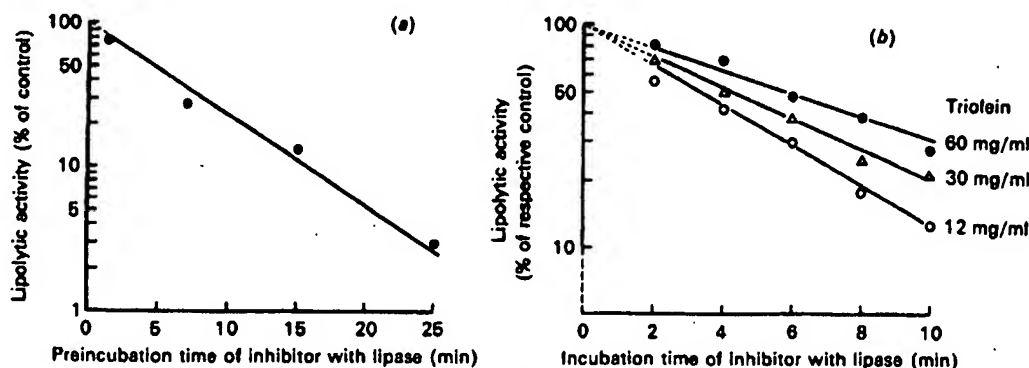 (a)
Lipolytic activity (% of control)
100
50
10
5
1
0 5 10 15 20 25
Preincubation time of inhibitor with lipase (min)
(b)
Lipolytic activity
(% of respective control)
100
50
10
0 2 4 6 8 10
Incubation time of inhibitor with lipase (min)
Triolein
60 mg/ml
30 mg/ml
12 mg/ml